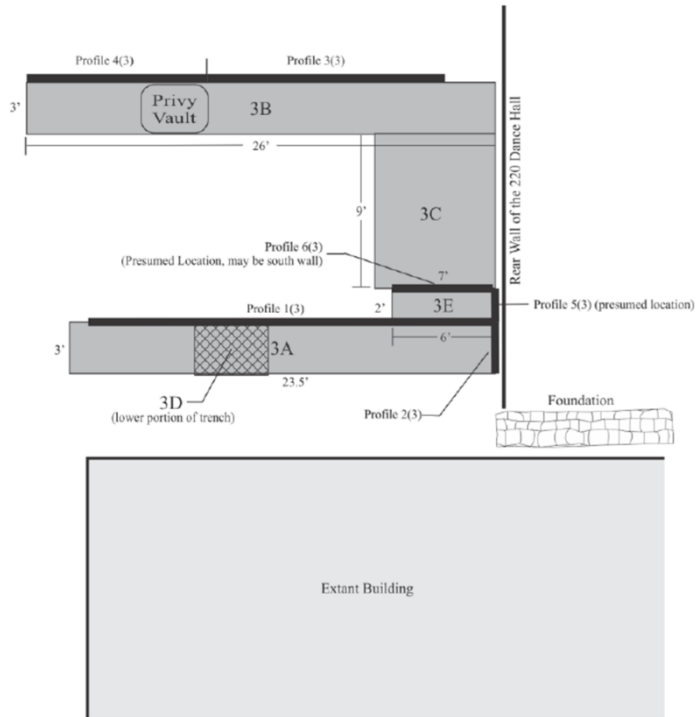 Profile 4(3)
Profile 3(3)
3’
Privy
Vault
3B
26’
Rear Wall of the 220 Dance Hall
9’
3C
Profile 6(3)
(Presumed Location, may be south wall)
7’
Profile 1(3)
2’
3E
Profile 5(3) (presumed location)
3’
3A
6’
23.5’
3D
(lower portion of trench)
Profile 2(3)
Foundation
Extant Building